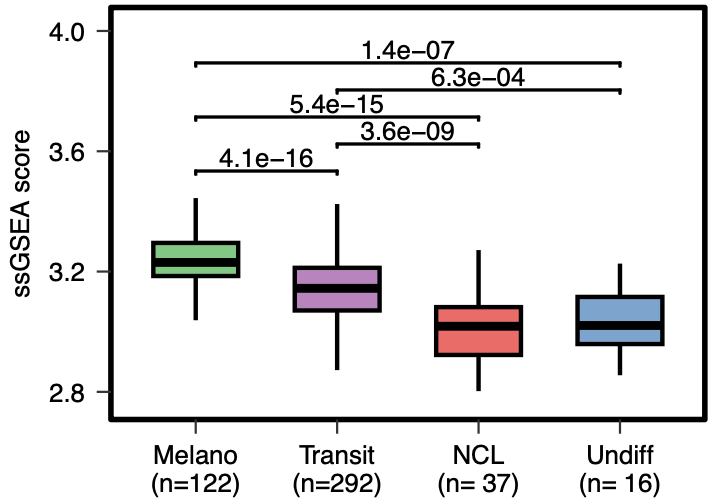 4.0
1.4e−07
6.3e−04
5.4e−15
3.6e−09
3.6
4.1e−16
ssGSEA score
3.2
2.8
Melano Transit NCL Undiff
(n=122) (n=292) (n= 37) (n= 16)